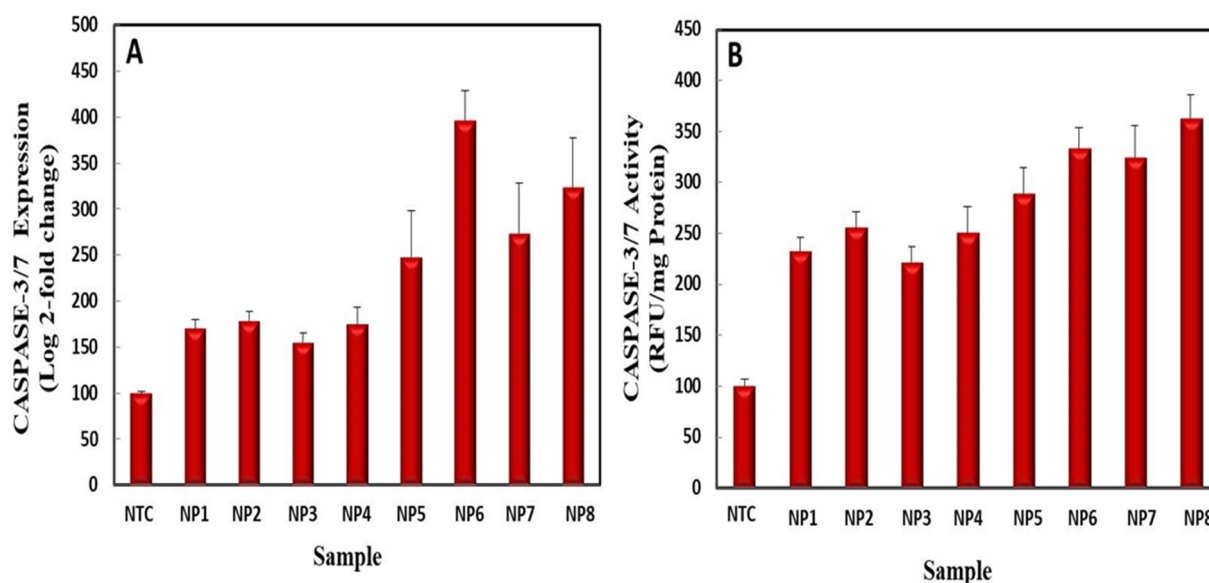 A
CASPASE-3/7 Expression
(Log 2-fold change)
500
450
400
350
300
250
200
150
100
50
0
NTC NP1 NP2 NP3 NP4 NP5 NP6 NP7 NP8
Sample
B
CASPASE-3/7 Activity
(RFU/mg Protein)
450
400
350
300
250
200
150
100
50
0
NTC NP1 NP2 NP3 NP4 NP5 NP6 NP7 NP8
Sample